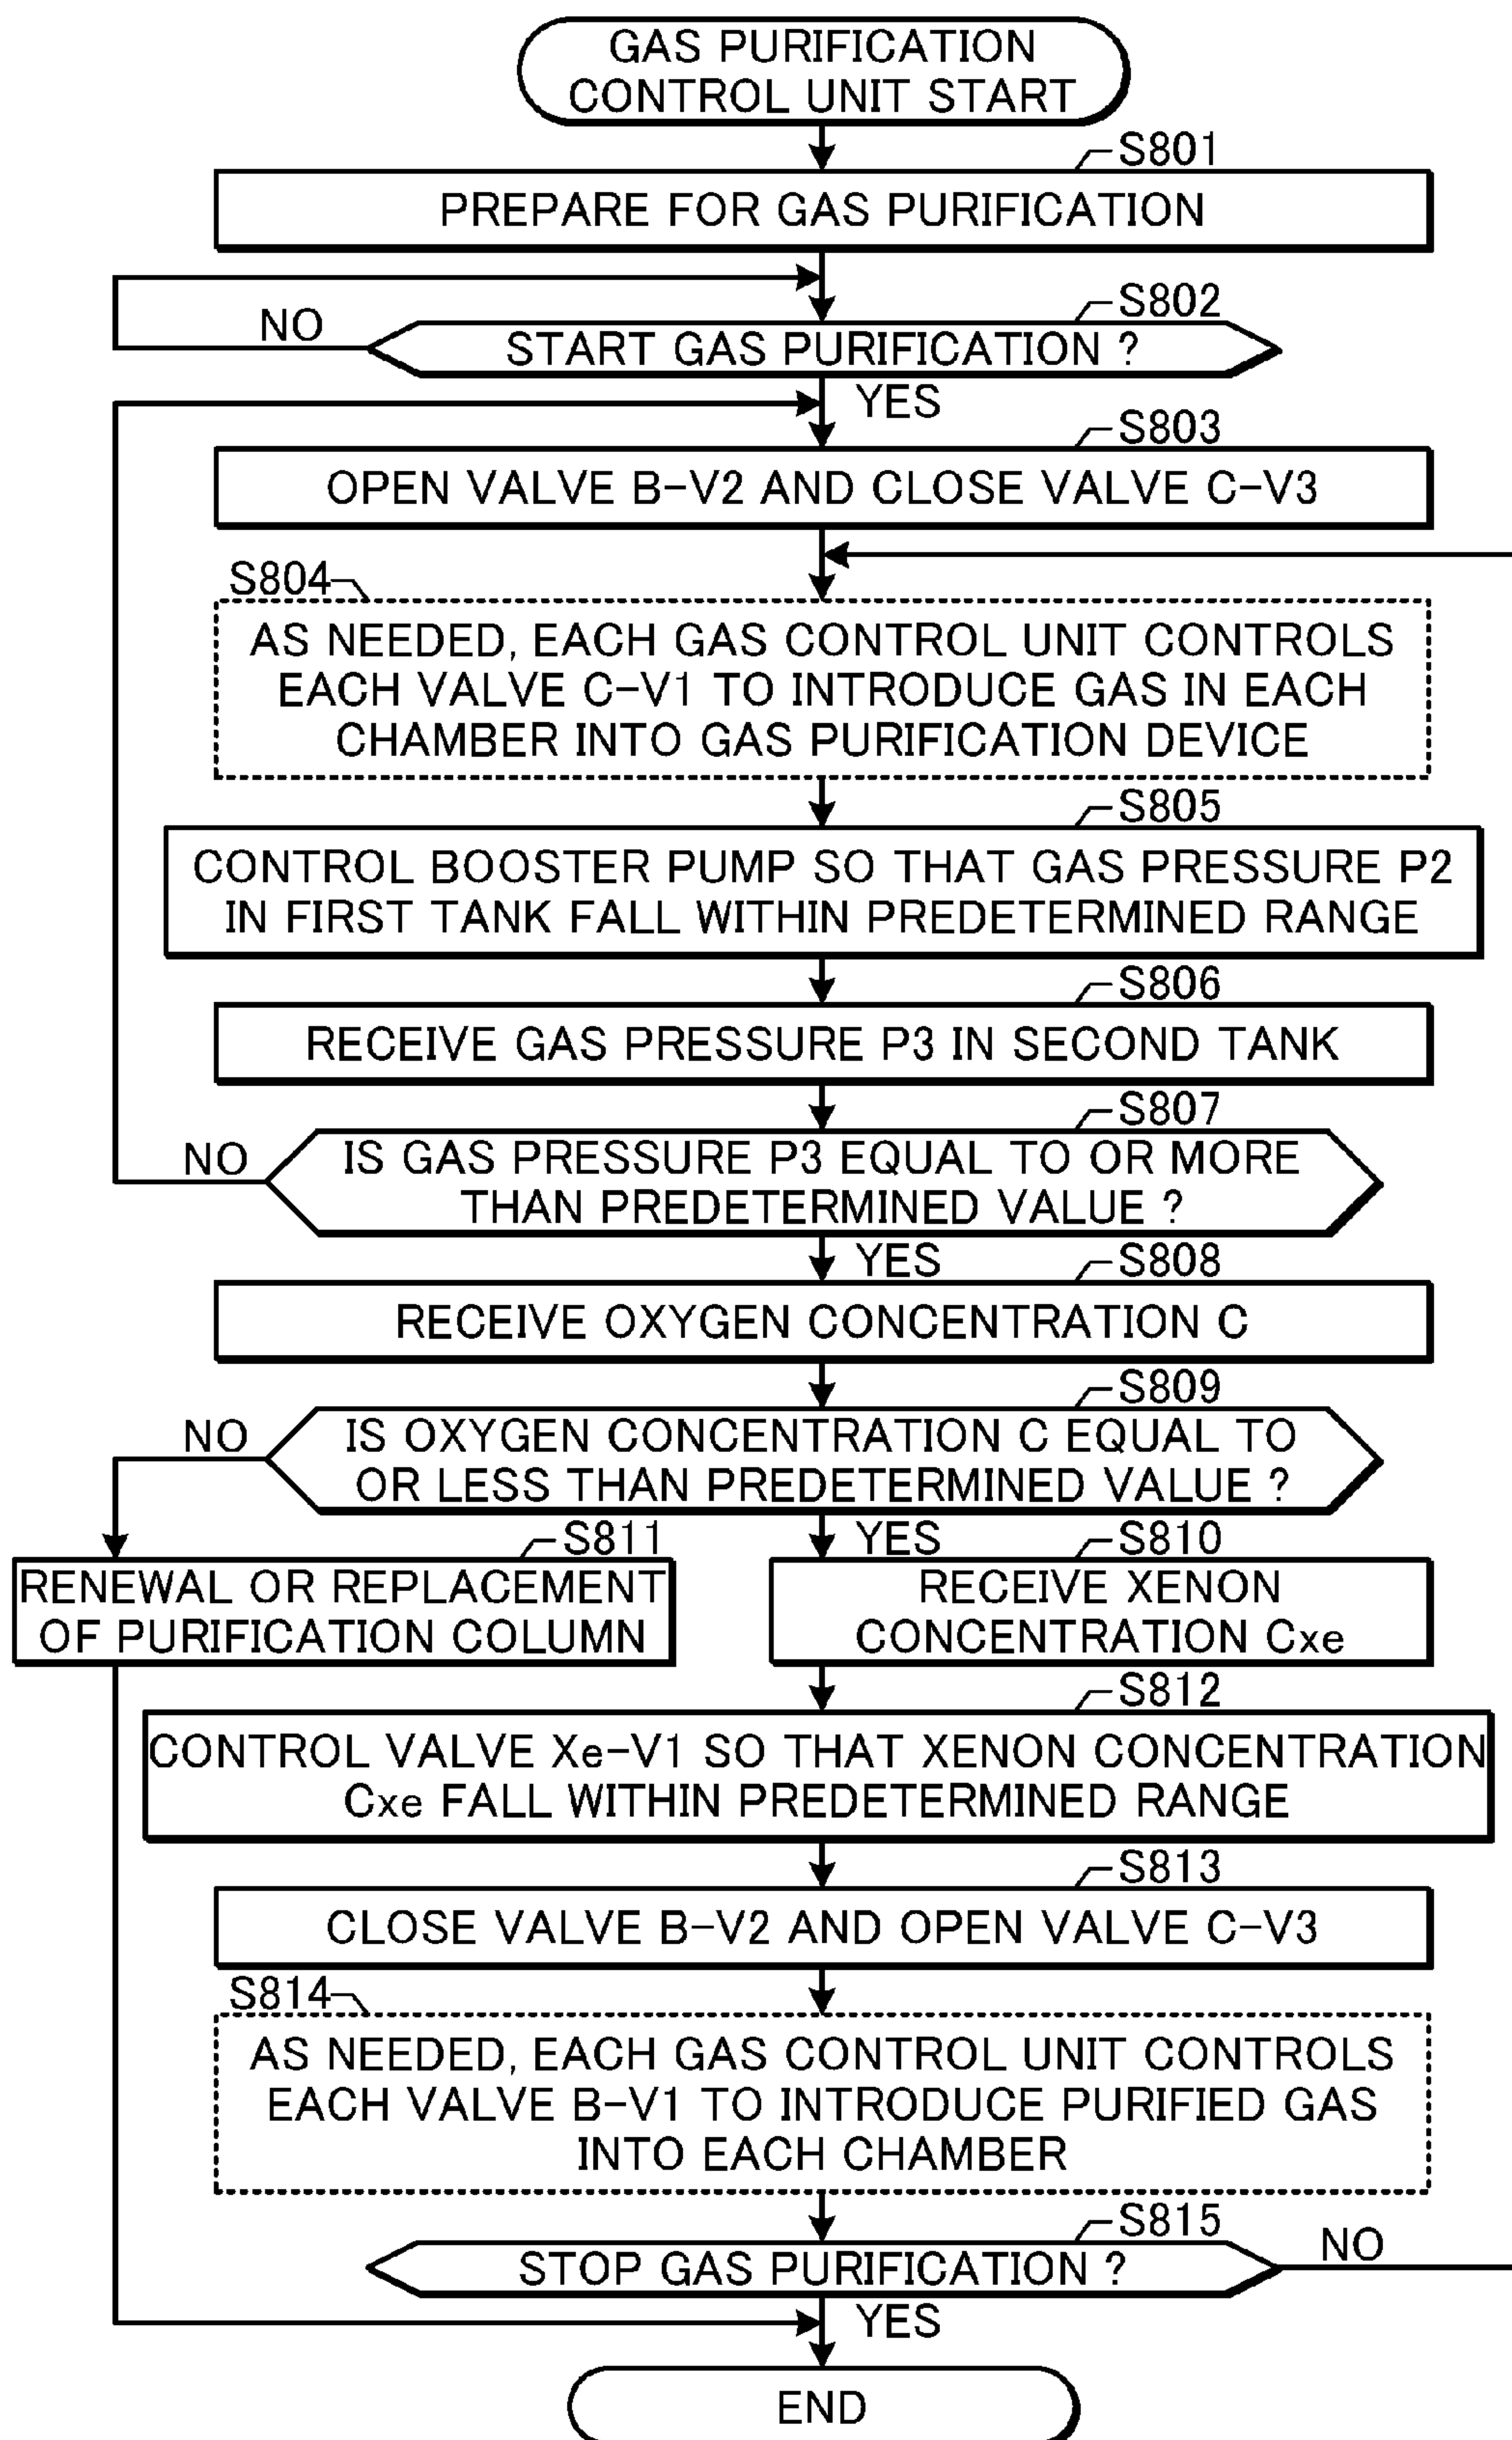 GAS PURIFICATION
CONTROL UNIT START
S801
PREPARE FOR GAS PURIFICATION
S802
NO
START GAS PURIFICATION ?
YES
S803
OPEN VALVE B-V2 AND CLOSE VALVE C-V3
S804
AS NEEDED, EACH GAS CONTROL UNIT CONTROLS
EACH VALVE C-V1 TO INTRODUCE GAS IN EACH
CHAMBER INTO GAS PURIFICATION DEVICE
S805
CONTROL BOOSTER PUMP SO THAT GAS PRESSURE P2
IN FIRST TANK FALL WITHIN PREDETERMINED RANGE
S806
RECEIVE GAS PRESSURE P3 IN SECOND TANK
S807
NO
IS GAS PRESSURE P3 EQUAL TO OR MORE
THAN PREDETERMINED VALUE ?
YES
S808
RECEIVE OXYGEN CONCENTRATION C
S809
NO
IS OXYGEN CONCENTRATION C EQUAL TO
OR LESS THAN PREDETERMINED VALUE ?
S811
YES
S810
RENEWAL OR REPLACEMENT
OF PURIFICATION COLUMN
RECEIVE XENON
CONCENTRATION Cxe
S812
CONTROL VALVE Xe-V1 SO THAT XENON CONCENTRATION
Cxe FALL WITHIN PREDETERMINED RANGE
S813
CLOSE VALVE B-V2 AND OPEN VALVE C-V3
S814
AS NEEDED, EACH GAS CONTROL UNIT CONTROLS
EACH VALVE B-V1 TO INTRODUCE PURIFIED GAS
INTO EACH CHAMBER
S815
STOP GAS PURIFICATION ?
NO
YES
END